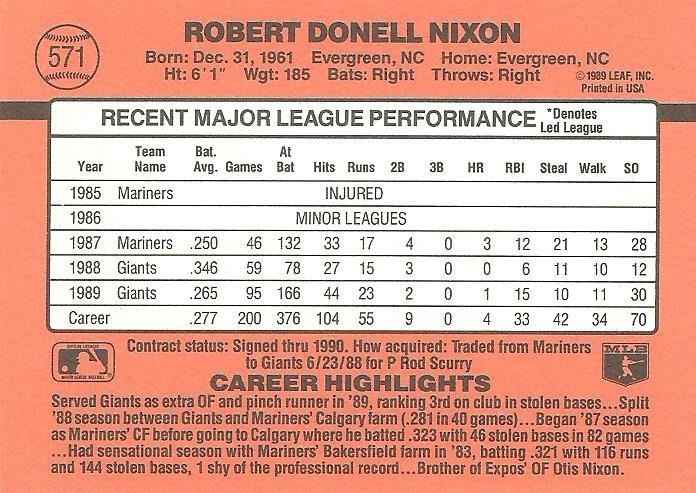 571
ROBERT DONELL NIXON
Born: Dec. 31, 1961 Evergreen, NC Home: Evergreen, NC
Ht: 6'1" Wgt: 185 Bats: Right Throws: Right
©1989 LEAF, INC.
Printed in USA
RECENT MAJOR LEAGUE PERFORMANCE *Denotes Led League
Year Team Name Bat. Avg. Games At Bat Hits Runs 2B 3B HR RBI Steal Walk SO
1985 Mariners INJURED
1986 MINOR LEAGUES
1987 Mariners .250 46 132 33 17 4 0 3 12 21 13 28
1988 Giants .346 59 78 27 15 3 0 0 6 11 10 12
1989 Giants .265 95 166 44 23 2 0 1 15 10 11 30
Career .277 200 376 104 55 9 0 4 33 42 34 70
Contract status: Signed thru 1990. How acquired: Traded from Mariners
to Giants 6/23/88 for P Rod Scurry
MLB
CAREER HIGHLIGHTS
Served Giants as extra OF and pinch runner in '89, ranking 3rd on club in stolen bases...Split
'88 season between Giants and Mariners' Calgary farm (.281 in 40 games)...Began '87 season
as Mariners' CF before going to Calgary where he batted .323 with 46 stolen bases in 82 games
...Had sensational season with Mariners' Bakersfield farm in '83, batting .321 with 116 runs
and 144 stolen bases, 1 shy of the professional record...Brother of Expos' OF Otis Nixon.